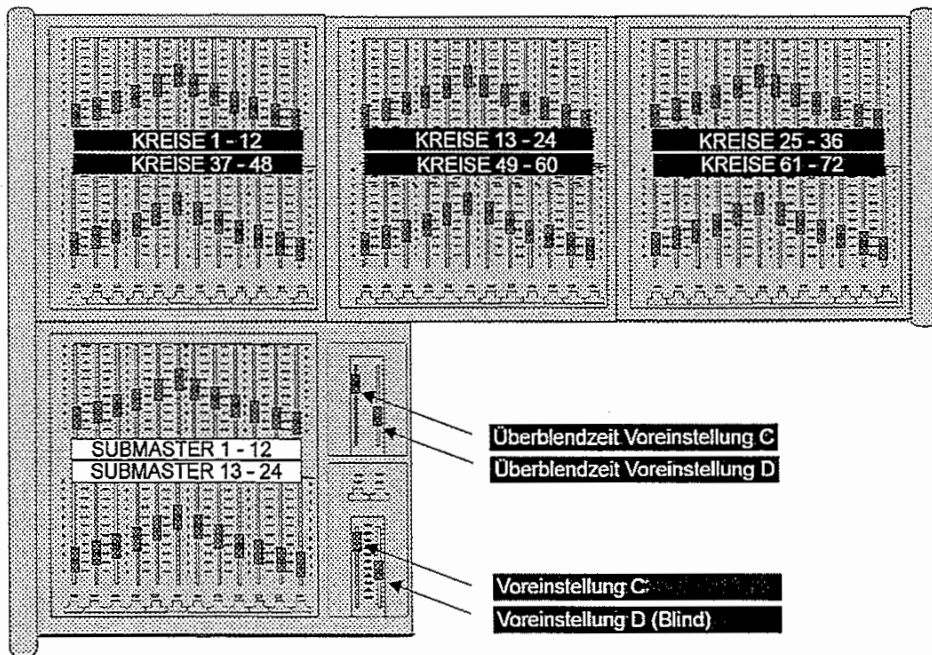 KREISE 1 - 12
KREISE 37 - 48
KREISE 13 - 24
KREISE 49 - 60
KREISE 25 - 36
KREISE 61 - 72
SUBMASTER 1 - 12
SUBMASTER 13 - 24
Überblendzeit Voreinstellung C
Überblendzeit Voreinstellung D
Voreinstellung C
Voreinstellung D (Blind)